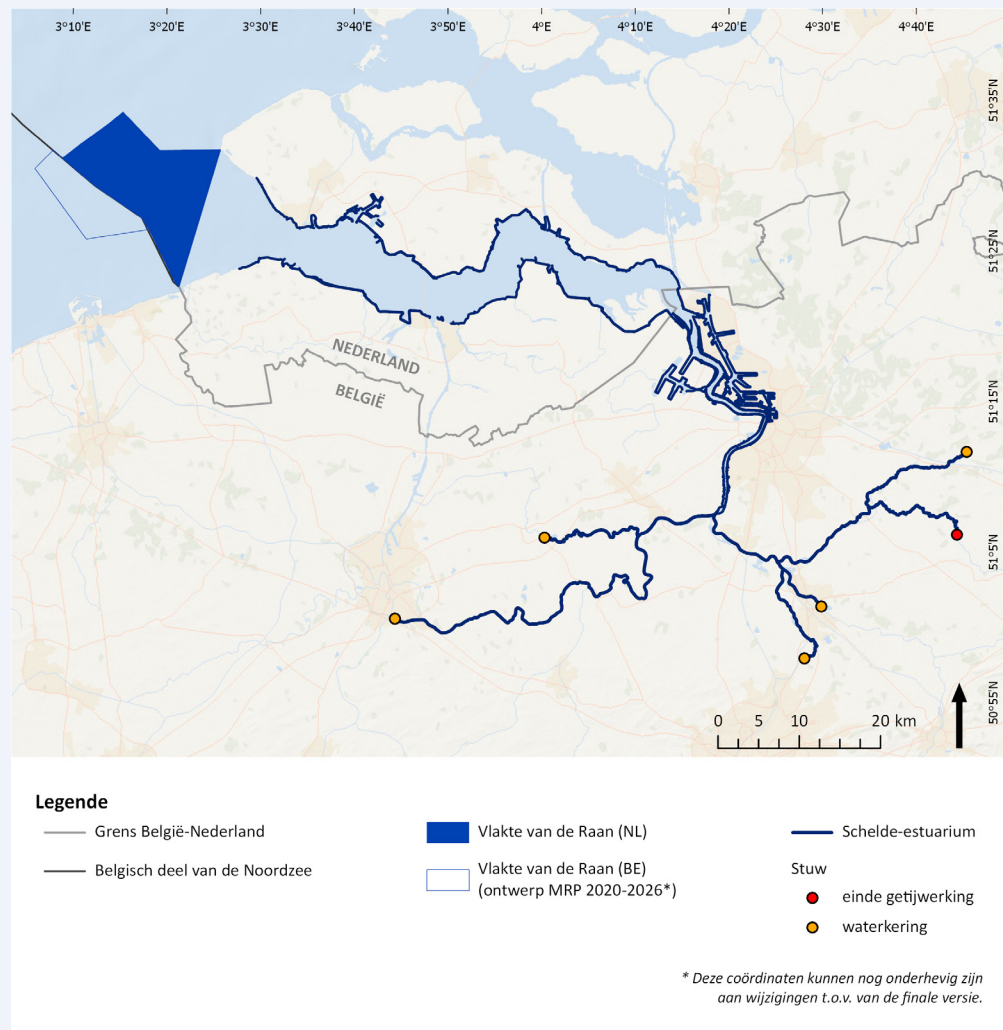 3°10'E 3°20'E 3°30'E 3°40'E 3°50'E 4°E 4°10'E 4°20'E 4°30'E 4°40'E
51°35'N
51°25'N
51°15'N
51°5'N
50°55'N
NEDERLAND
BELGIË
0 5 10 20 km
Legende
Grens België-Nederland
Belgisch deel van de Noordzee
Vlakte van de Raan (NL)
Vlakte van de Raan (BE)
(ontwerp MRP 2020-2026*)
Schelde-estuarium
Stuw
einde getijwerking
waterkering
* Deze coördinaten kunnen nog onderhevig zijn
aan wijzigingen t.o.v. van de finale versie.